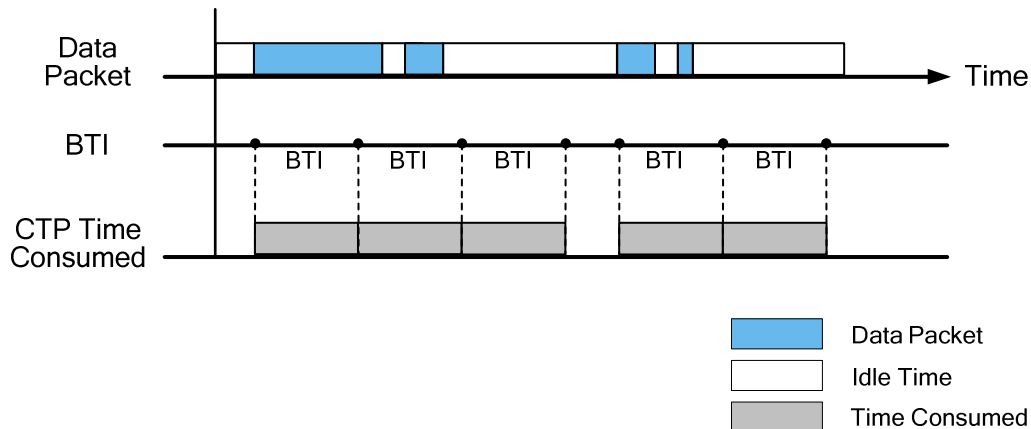 Data
Packet
Time
BTI
BTI
BTI
BTI
BTI
BTI
CTP Time
Consumed
Data Packet
Idle Time
Time Consumed